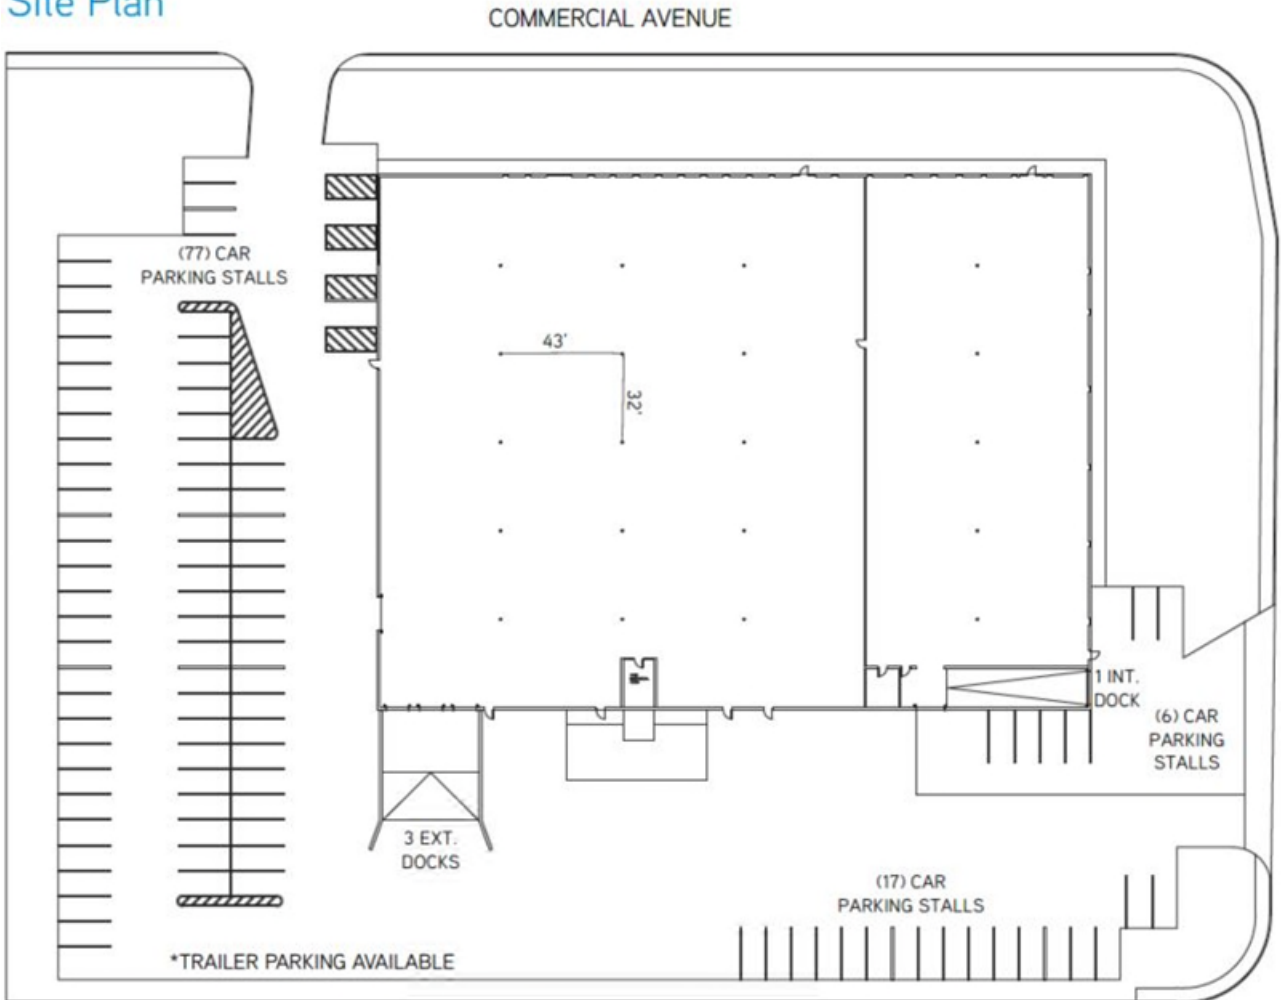 Site Plan
COMMERCIAL AVENUE
(77) CAR
PARKING STALLS
43'
32'
1 INT.
DOCK
(6) CAR
PARKING
STALLS
3 EXT.
DOCKS
(17) CAR
PARKING STALLS
*TRAILER PARKING AVAILABLE